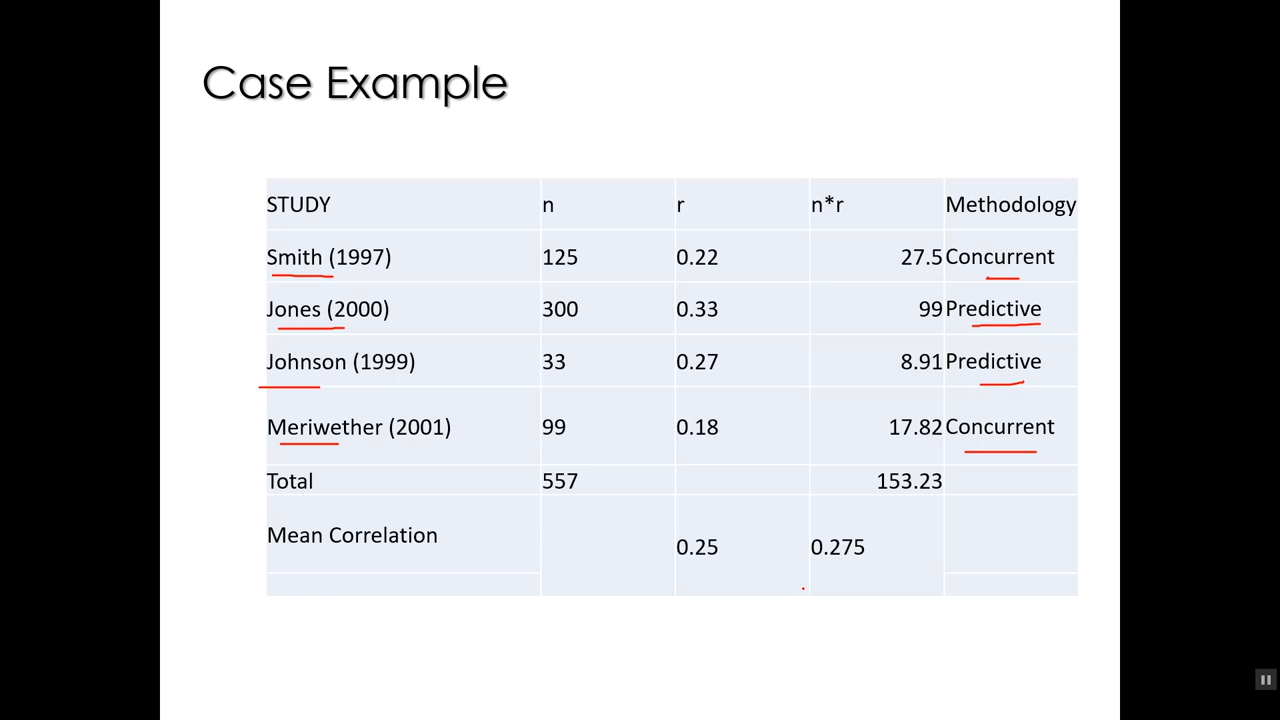 Case Example
STUDY n r n*r Methodology
Smith (1997) 125 0.22 27.5 Concurrent
Jones (2000) 300 0.33 99 Predictive
Johnson (1999) 33 0.27 8.91 Predictive
Meriwether (2001) 99 0.18 17.82 Concurrent
Total 557 153.23
Mean Correlation 0.25 0.275